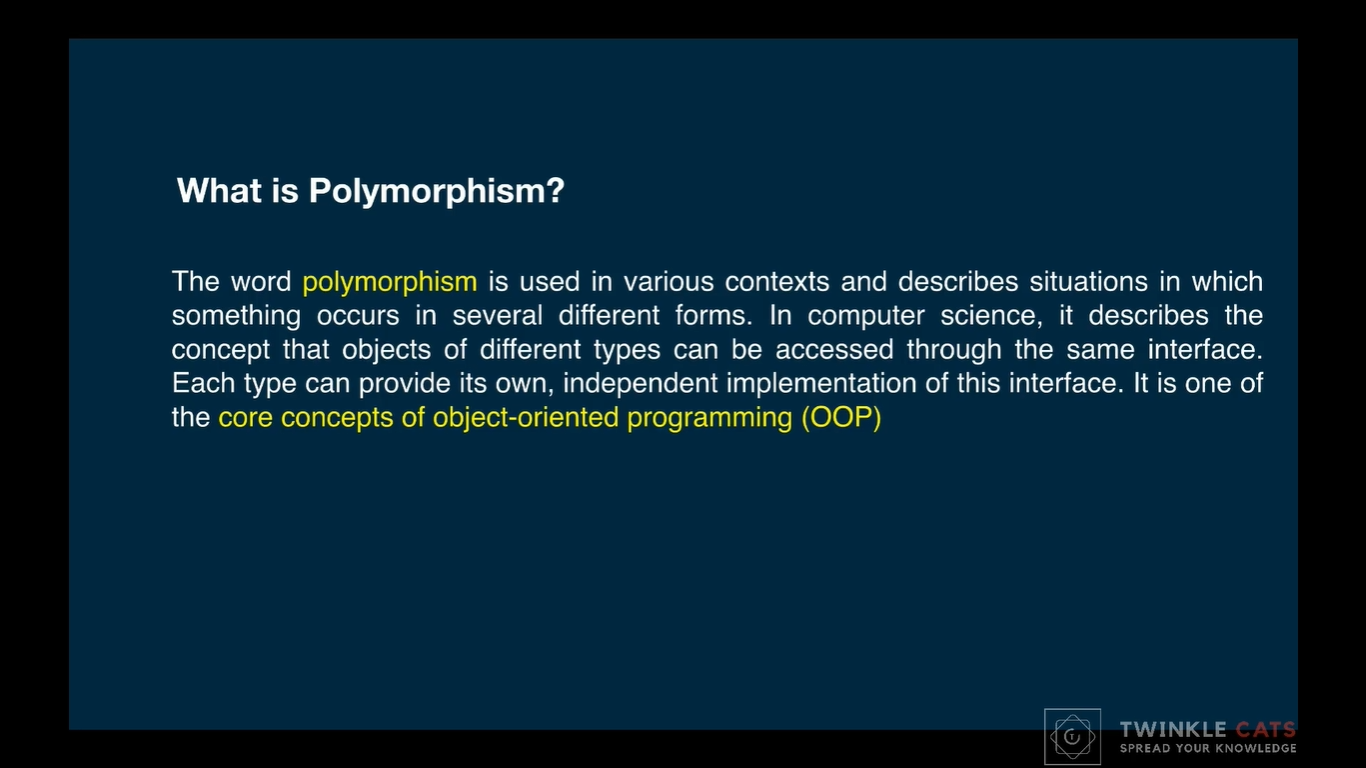 What is Polymorphism?
The word polymorphism is used in various contexts and describes situations in which
something occurs in several different forms. In computer science, it describes the
concept that objects of different types can be accessed through the same interface.
Each type can provide its own, independent implementation of this interface. It is one of
the core concepts of object-oriented programming (OOP)
TWINKLE CATS
SPREAD YOUR KNOWLEDGE